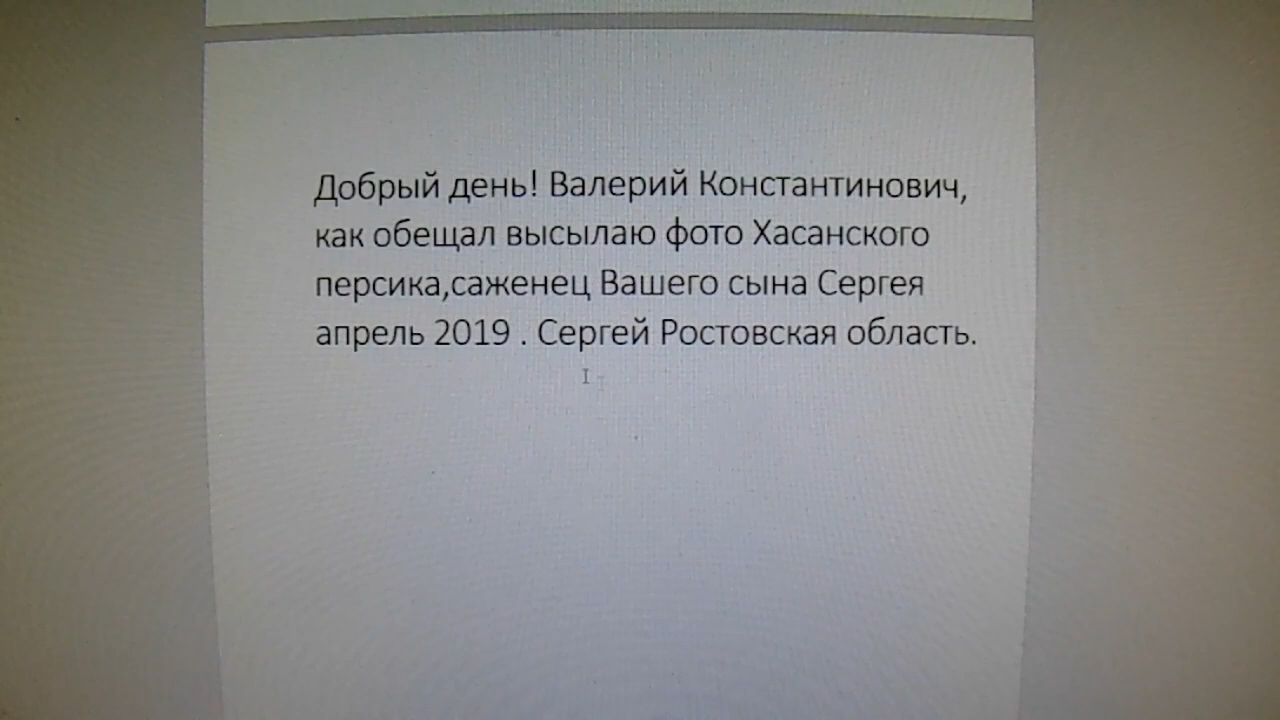 Добрый день! Валерий Константинович,
как обещал высылаю фото Хасанского
персика,саженец Вашего сына Сергея
апрель 2019 . Сергей Ростовская область.